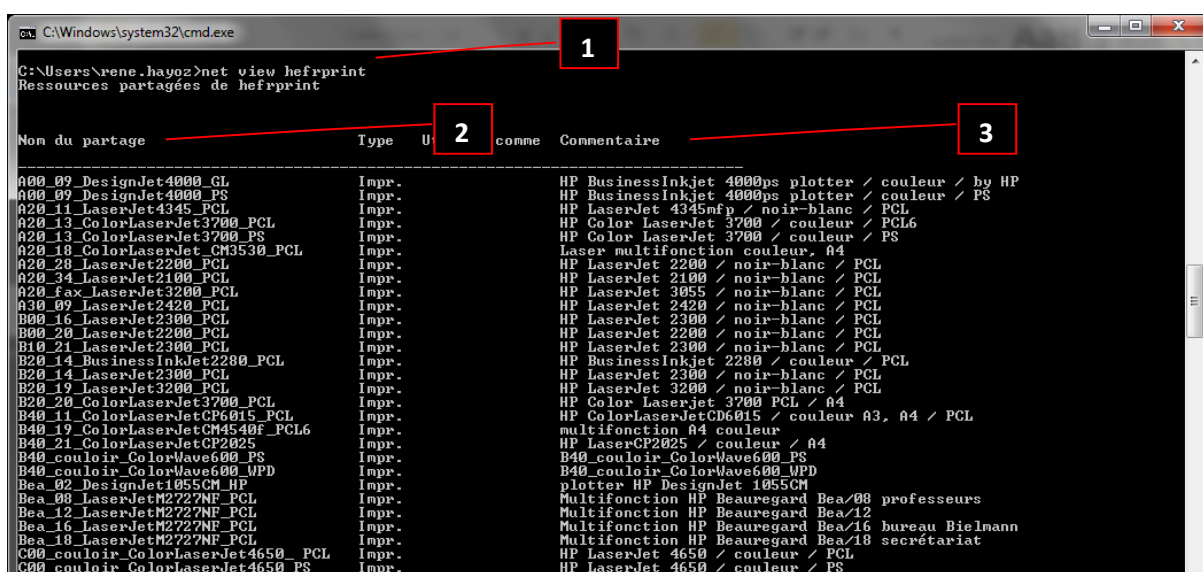 C:\Windows\system32\cmd.exe
1
C:\Users\rene.hayoz>net view hefrprint
Ressources partagées de hefrprint
2
3
Nom du partage Type comme Commentaire
A00_09_DesignJet4000_GL Impr. HP BusinessInkjet 4000ps plotter / couleur / by HP
A00_09_DesignJet4000_PS Impr. HP BusinessInkjet 4000ps plotter / couleur / PS
A20_11_LaserJet4345_PCL Impr. HP LaserJet 4345mfp / noir-blanc / PCL
A20_13_ColorLaserJet3700_PCL Impr. HP Color LaserJet 3700 / couleur / PCL6
A20_13_ColorLaserJet3700_PS Impr. HP Color LaserJet 3700 / couleur / PS
A20_18_ColorLaserJet_CM3530_PCL Impr. Laser multifonction couleur, A4
A20_28_LaserJet2200_PCL Impr. HP LaserJet 2200 / noir-blanc / PCL
A20_34_LaserJet2100_PCL Impr. HP LaserJet 2100 / noir-blanc / PCL
A20_fax_LaserJet3200_PCL Impr. HP LaserJet 3055 / noir-blanc / PCL
A30_09_LaserJet2420_PCL Impr. HP LaserJet 2420 / noir-blanc / PCL
B00_16_LaserJet2300_PCL Impr. HP LaserJet 2300 / noir-blanc / PCL
B00_20_LaserJet2200_PCL Impr. HP LaserJet 2200 / noir-blanc / PCL
B10_21_LaserJet2300_PCL Impr. HP LaserJet 2300 / noir-blanc / PCL
B20_14_BusinessInkJet2280_PCL Impr. HP BusinessInkjet 2280 / couleur / PCL
B20_14_LaserJet2300_PCL Impr. HP LaserJet 2300 / noir-blanc / PCL
B20_19_LaserJet3200_PCL Impr. HP LaserJet 3200 / noir-blanc / PCL
B20_20_ColorLaserJet3700_PCL Impr. HP Color Laserjet 3700 PCL / A4
B40_11_ColorLaserJetCP6015_PCL Impr. HP ColorLaserJetCD6015 / couleur A3, A4 / PCL
B40_19_ColorLaserJetCM4540f_PCL6 Impr. multifonction A4 couleur
B40_21_ColorLaserJetCP2025 Impr. HP LaserCP2025 / couleur / A4
B40_couloir_ColorWave600_PS Impr. B40_couloir_ColorWave600_PS
B40_couloir_ColorWave600_WPD Impr. B40_couloir_ColorWave600_WPD
Bea_02_DesignJet1055CM_HP Impr. plotter HP DesignJet 1055CM
Bea_08_LaserJetM2727NF_PCL Impr. Multifonction HP Beauregard Bea/08 professeurs
Bea_12_LaserJetM2727NF_PCL Impr. Multifonction HP Beauregard Bea/12
Bea_16_LaserJetM2727NF_PCL Impr. Multifonction HP Beauregard Bea/16 bureau Bielmann
Bea_18_LaserJetM2727NF_PCL Impr. Multifonction HP Beauregard Bea/18 secrétariat
C00_couloir_ColorLaserJet4650_ PCL Impr. HP LaserJet 4650 / couleur / PCL
C00_couloir_ColorLaserJet4650_PS Impr. HP LaserJet 4650 / couleur / PS